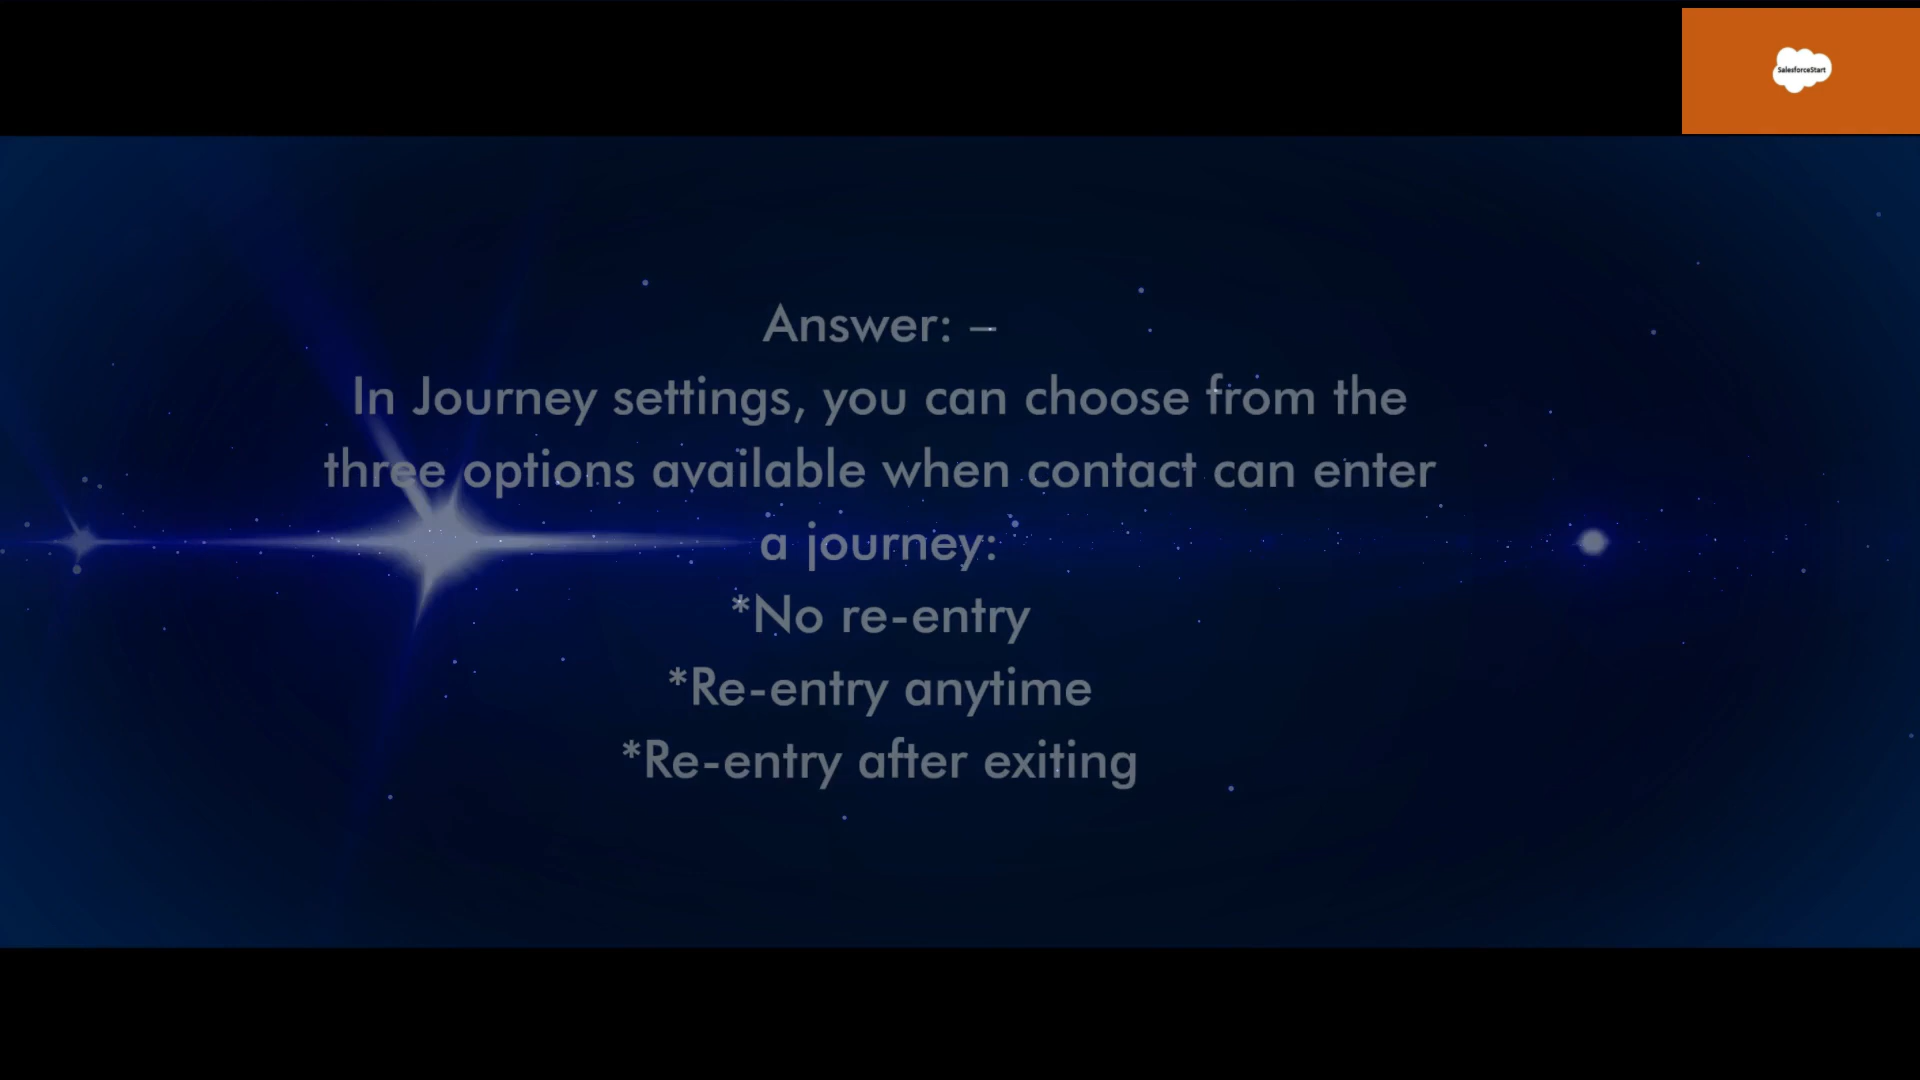 SalesforceStart
Answer: –
In Journey settings, you can choose from the
three options available when contact can enter
a journey:
*No re-entry
*Re-entry anytime
*Re-entry after exiting